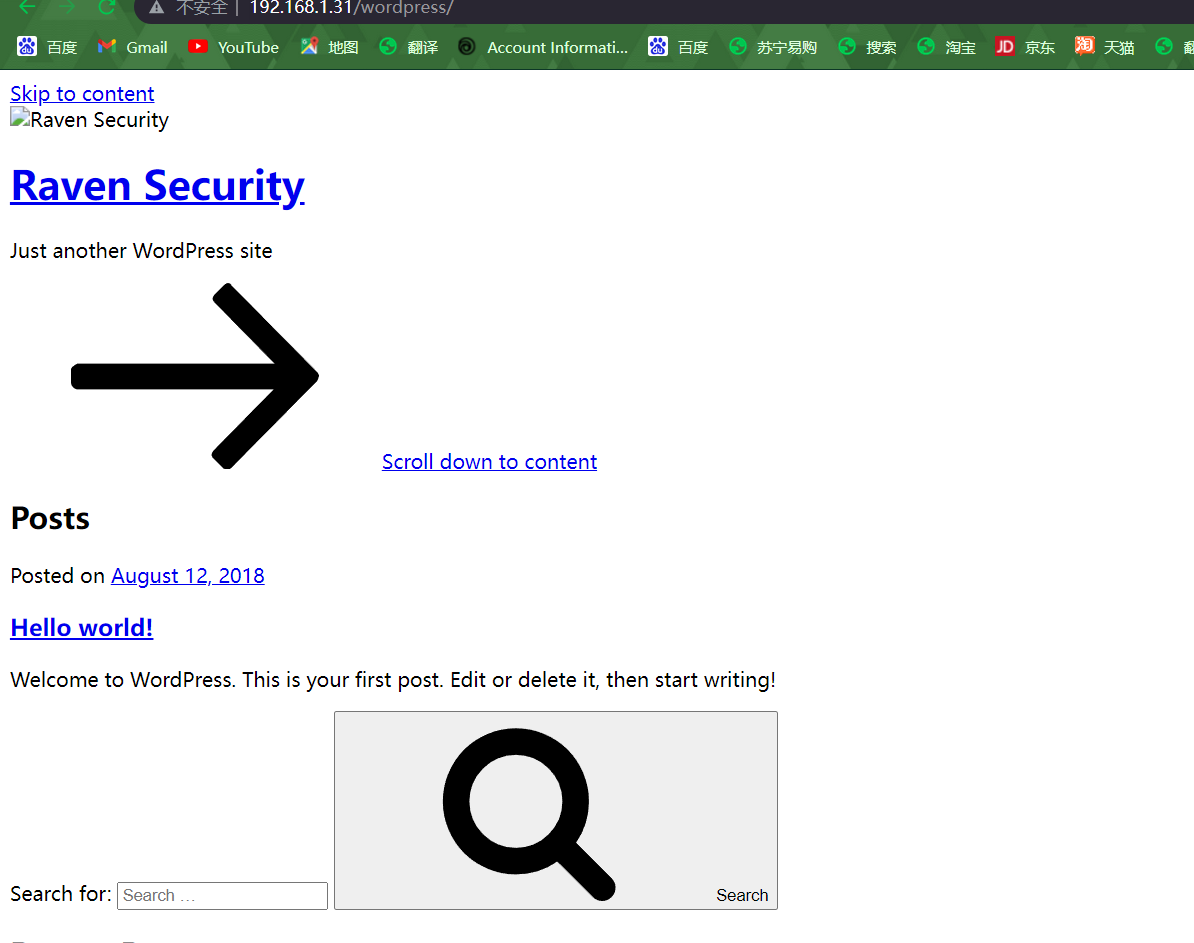 不安全 | 192.168.1.31/wordpress/
百度 Gmail YouTube 地图 翻译 Account Informati... 百度 苏宁易购 搜索 淘宝 JD 京东 淘 天猫
Skip to content
Raven Security
Raven Security
Just another WordPress site
Scroll down to content
Posts
Posted on August 12, 2018
Hello world!
Welcome to WordPress. This is your first post. Edit or delete it, then start writing!
Search for: Search … Search